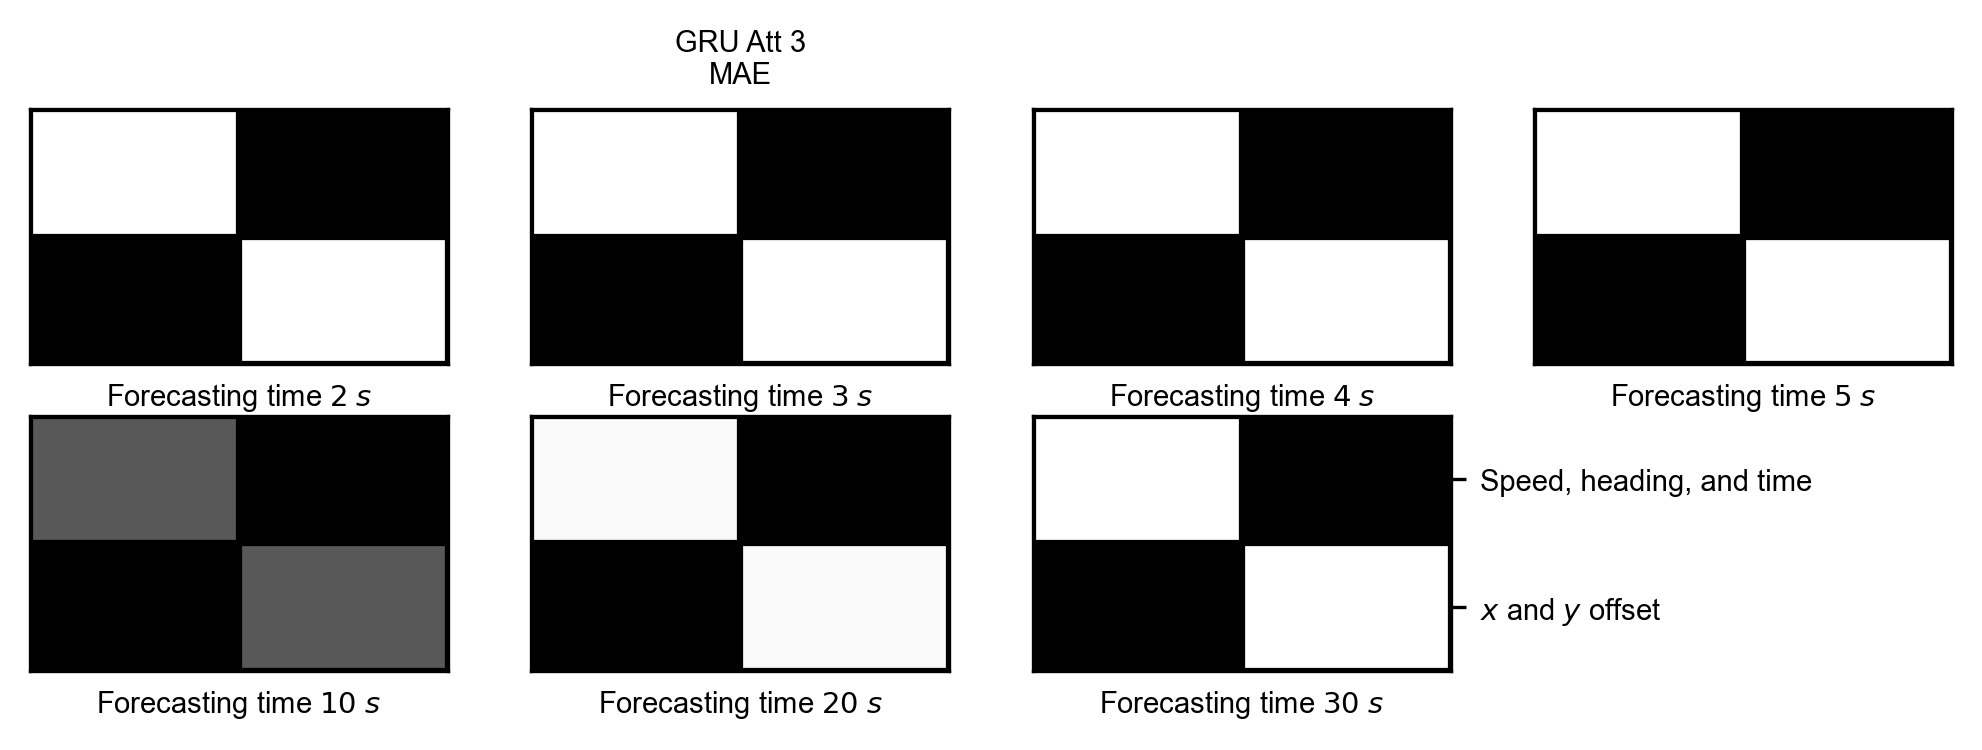 GRU Att 3
MAE
Forecasting time 2 s
Forecasting time 3 s
Forecasting time 4 s
Forecasting time 5 s
Speed, heading, and time
x and y offset
Forecasting time 10 s
Forecasting time 20 s
Forecasting time 30 s